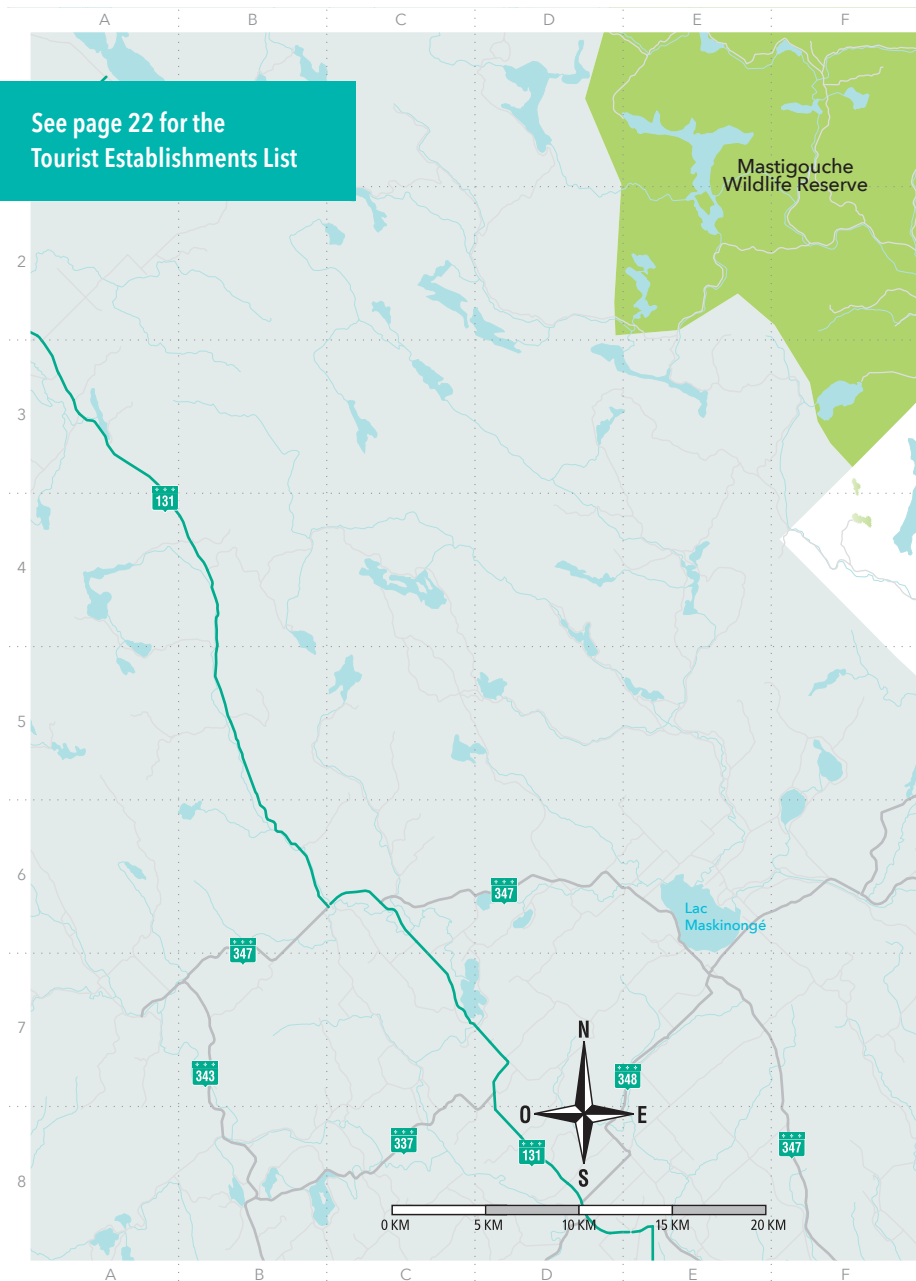 A B C D E F
See page 22 for the
Tourist Establishments List
Mastigouche
Wildlife Reserve
2
3
131
4
5
6
347
Lac
Maskinongé
347
7
N
343
348
O E
337
131
347
S
8
0 KM 5 KM 10 KM 15 KM 20 KM
A B C D E F